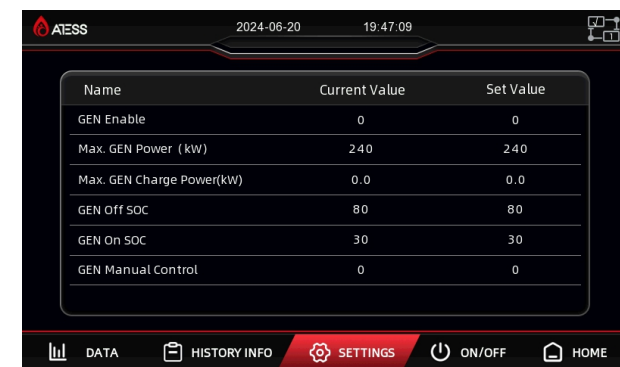 ATESS 2024-06-20 19:47:09
1
Name Current Value Set Value
GEN Enable 0 0
Max. GEN Power (kW) 240 240
Max. GEN Charge Power(kW) 0.0 0.0
GEN Off SOC 80 80
GEN On SOC 30 30
GEN Manual Control 0 0
DATA HISTORY INFO SETTINGS ON/OFF HOME